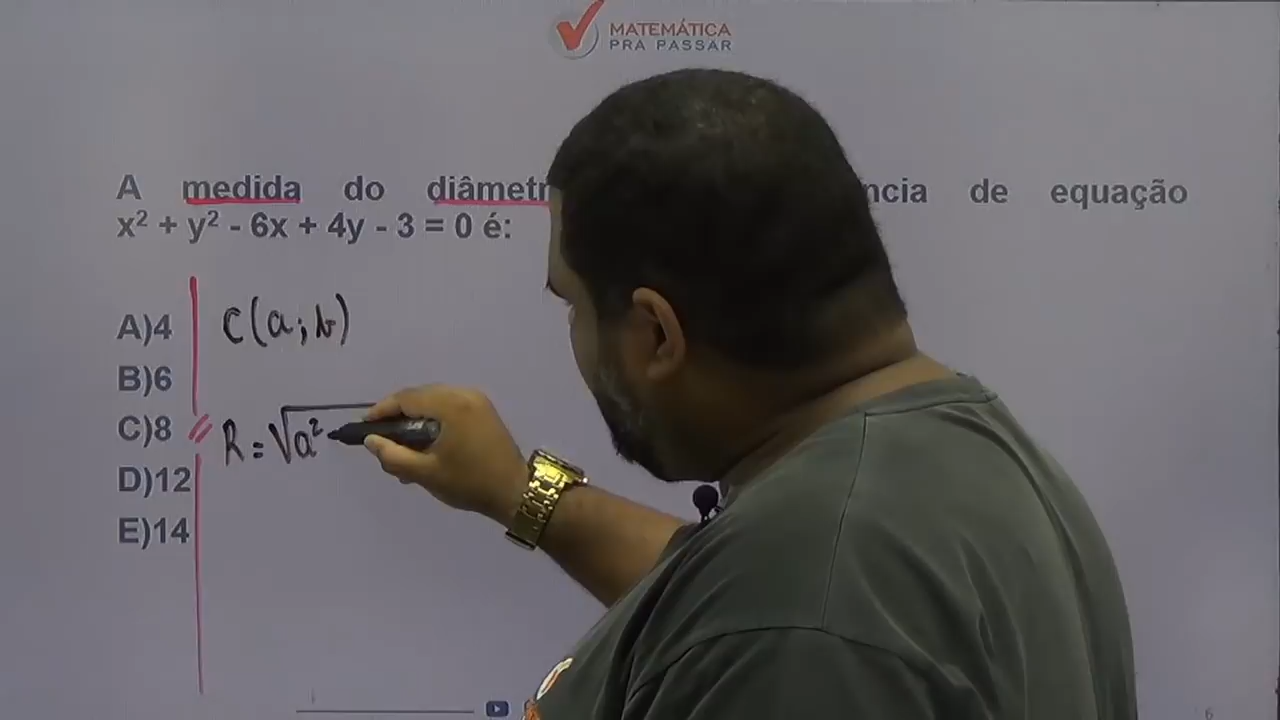 MATEMÁTICA
PRA PASSAR
A medida do diâmetr ncia de equação
x² + y² - 6x + 4y - 3 = 0 é:
A)4
B)6
C)8
D)12
E)14
C(a;b)
R = √a²
6